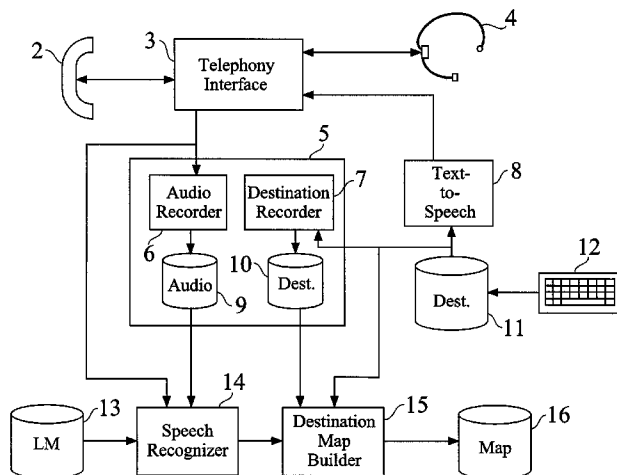 2
3
Telephony
Interface
4
5
Audio
Recorder
6
Destination
Recorder
7
Text-
to-
Speech
8
Audio
9
10
Dest.
Dest.
11
12
13
LM
14
Speech
Recognizer
15
Destination
Map
Builder
16
Map